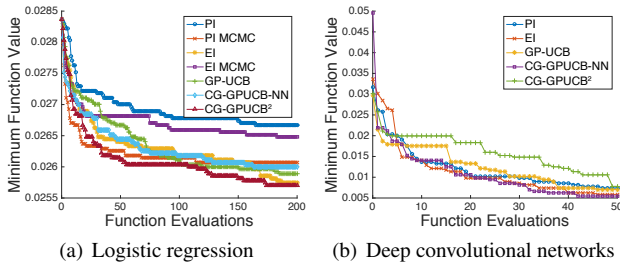 0.0285
0.028
0.0275
0.027
0.0265
0.026
0.0255
Minimum Function Value
0
50
100
150
200
Function Evaluations
PI
PI MCMC
EI
EI MCMC
GP-UCB
CG-GPUCB-NN
CG-GPUCB²
(a) Logistic regression
0.05
0.045
0.04
0.035
0.03
0.025
0.02
0.015
0.01
0.005
Minimum Function Value
0
10
20
30
40
50
Function Evaluations
PI
EI
GP-UCB
CG-GPUCB-NN
CG-GPUCB²
(b) Deep convolutional networks